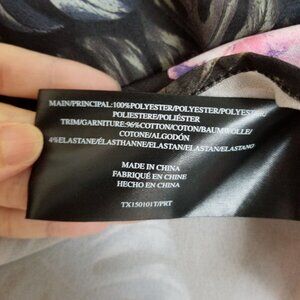 MAIN/PRINCIPAL:100%POLYESTER/POLYESTER/POLYESTER/
POLIESTERE/POLIÉSTER
TRIM/GARNITURE:96%COTTON/COTON/BAUMWOLLE/
COTONE/ALGODÓN
4%ELASTANE/ÉLASTHANNE/ELASTAN/ELASTAN/ELASTANO
MADE IN CHINA
FABRIQUÉ EN CHINE
HECHO EN CHINA
TX150101T/PRT